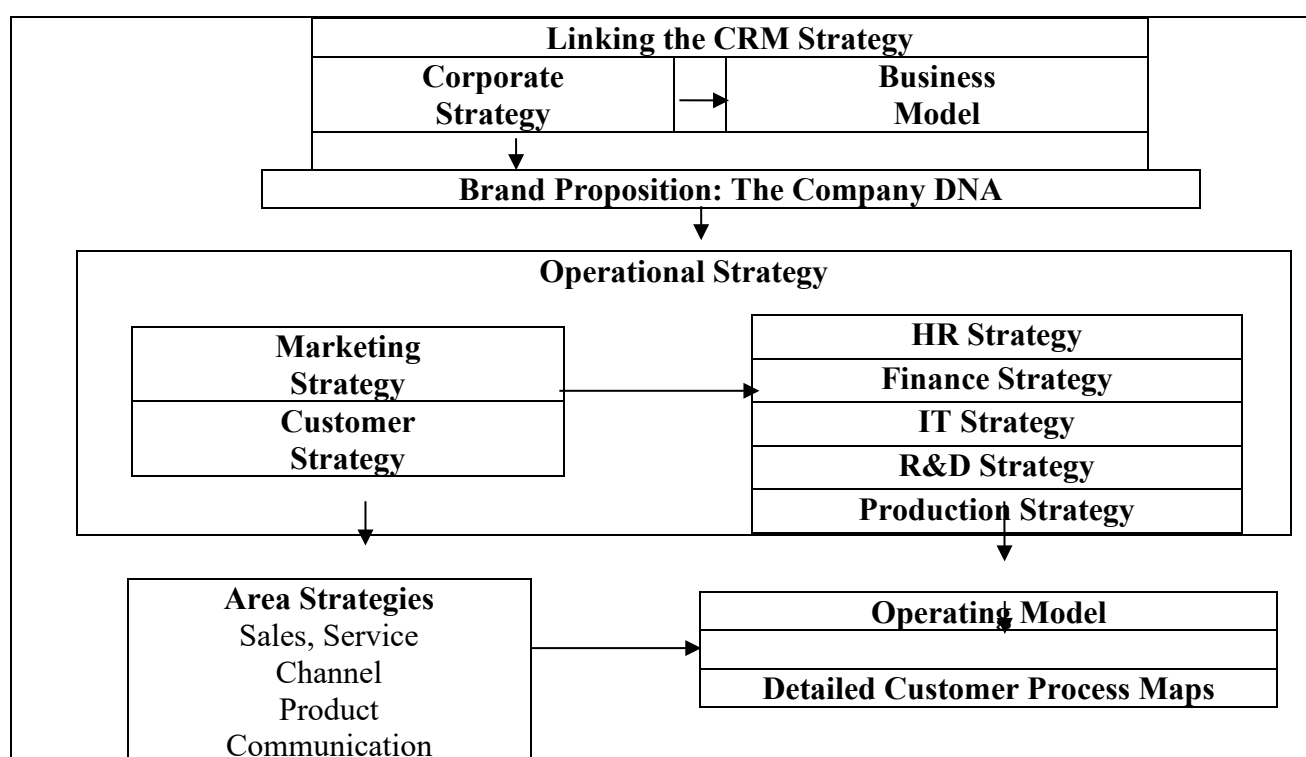 Linking the CRM Strategy
Corporate
Strategy
Business
Model
Brand Proposition: The Company DNA
Operational Strategy
Marketing
Strategy
Customer
Strategy
HR Strategy
Finance Strategy
IT Strategy
R&D Strategy
Production Strategy
Area Strategies
Sales, Service
Channel
Product
Communication
Operating Model
Detailed Customer Process Maps